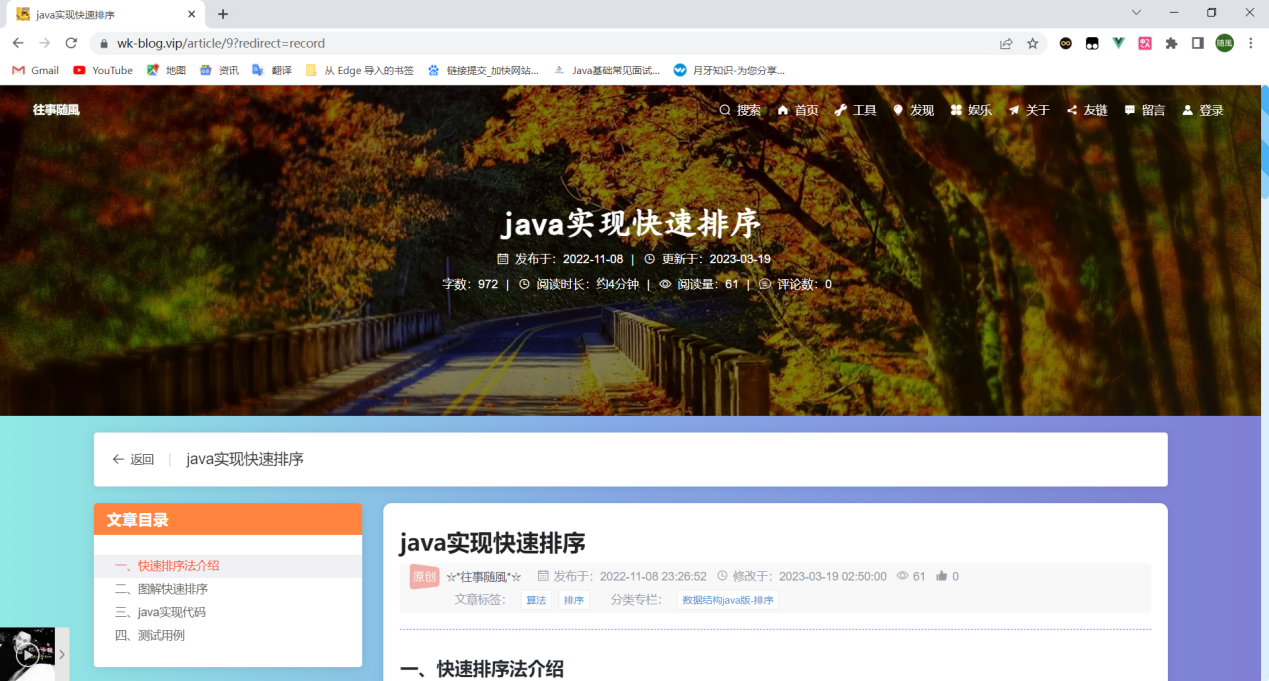 java实现快速排序
wk-blog.vip/article/9?redirect=record
随風
Gmail YouTube 地图 资讯 翻译 从 Edge 导入的书签 链接提交_加快网站... Java基础常见面试... 月牙知识-为您分享...
往事随風 搜索 首页 工具 发现 娱乐 关于 友链 留言 登录
java实现快速排序
发布于：2022-11-08 | 更新于：2023-03-19
字数：972 | 阅读时长：约4分钟 | 阅读量：61 | 评论数：0
返回 | java实现快速排序
文章目录
一、快速排序法介绍
二、图解快速排序
三、java实现代码
四、测试用例
java实现快速排序
原创 ☆*往事随風*☆ 发布于：2022-11-08 23:26:52 修改于：2023-03-19 02:50:00 61 0
文章标签： 算法 排序 分类专栏： 数据结构java版-排序
一、快速排序法介绍